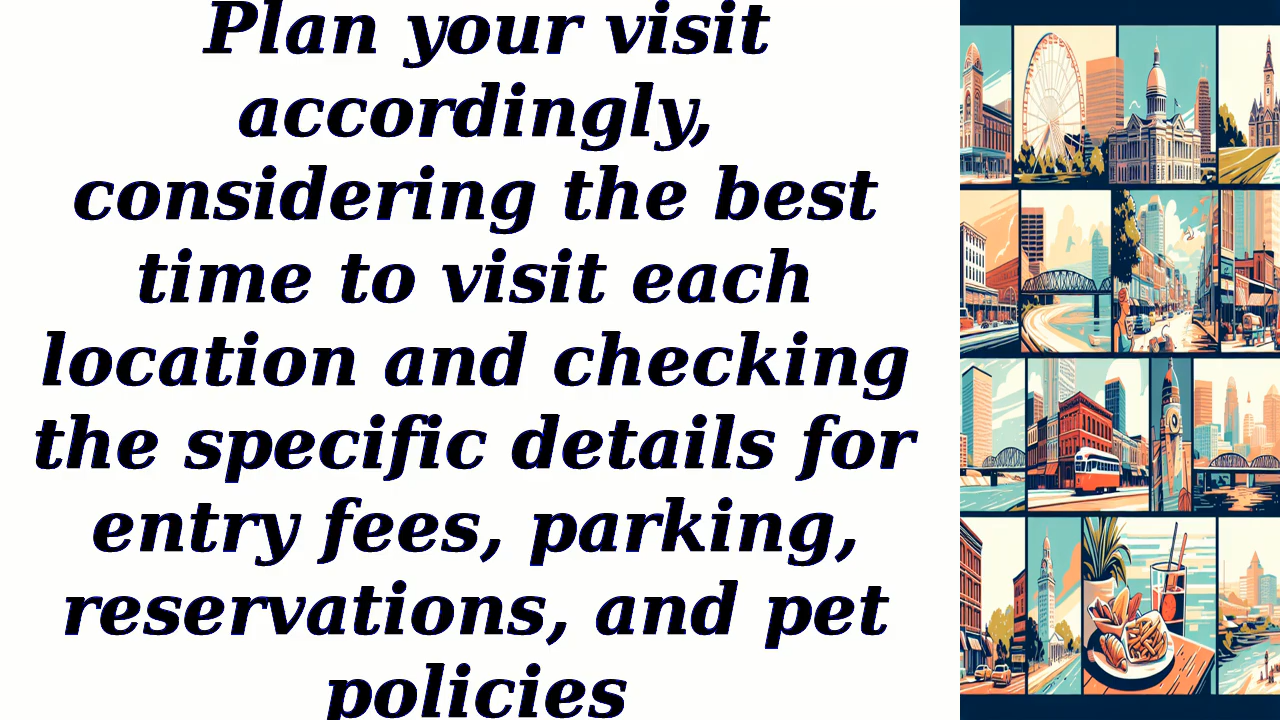 Plan your visit
accordingly,
considering the best
time to visit each
location and checking
the specific details for
entry fees, parking,
reservations, and pet
policies